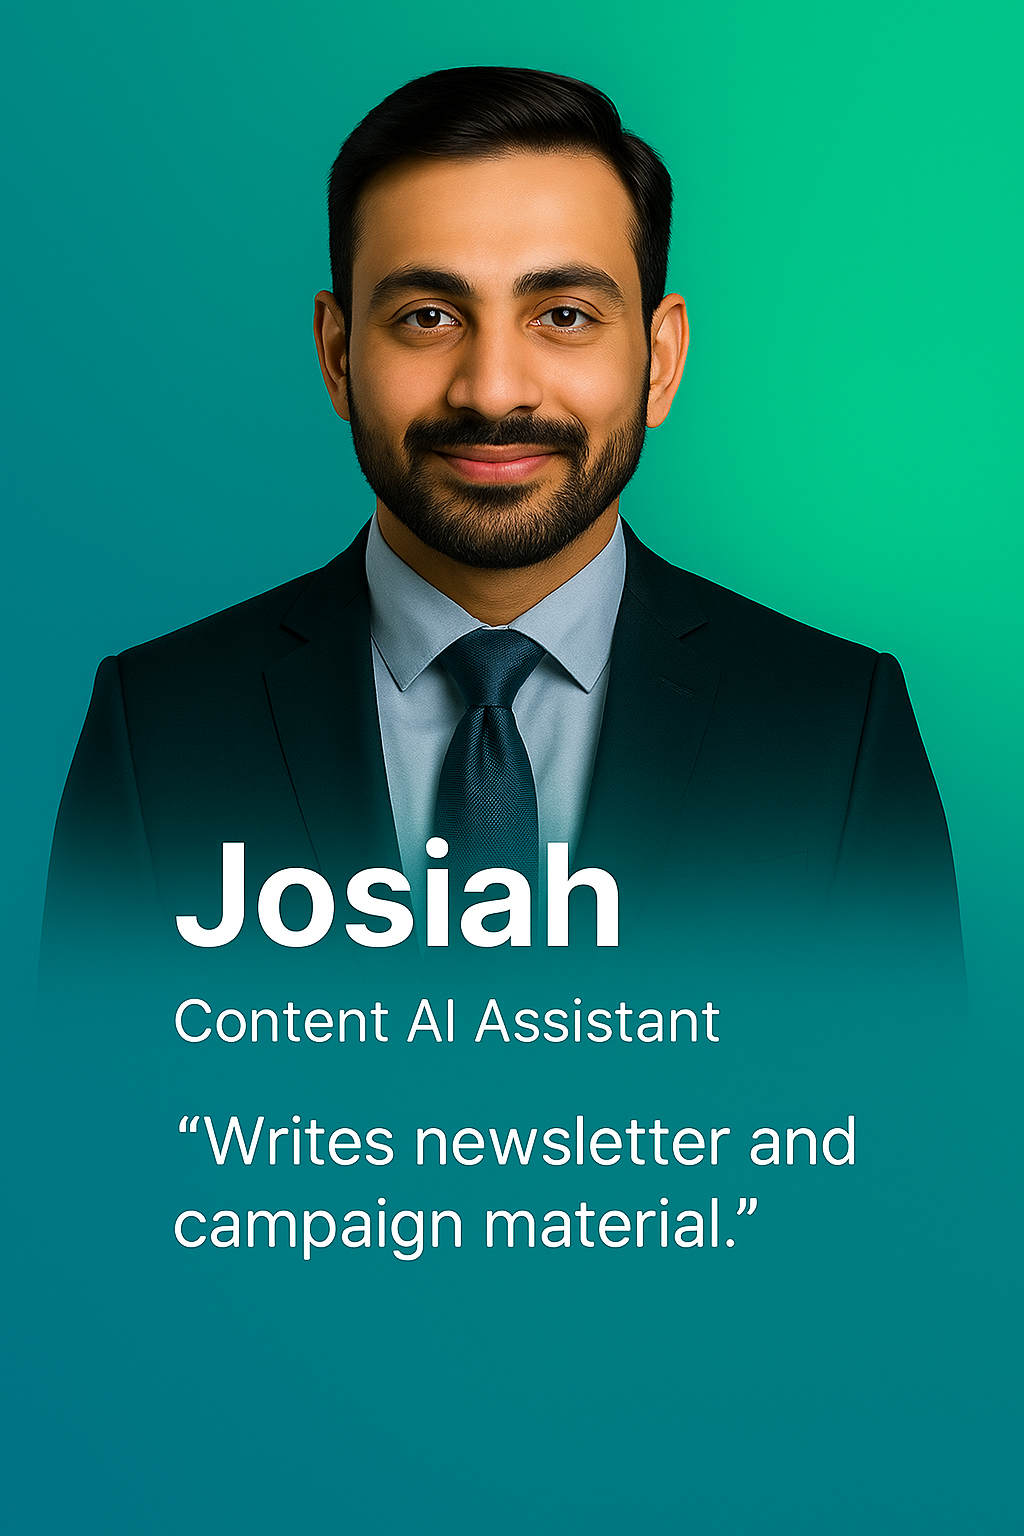 Josiah
Content AI Assistant
“Writes newsletter and
campaign material.”